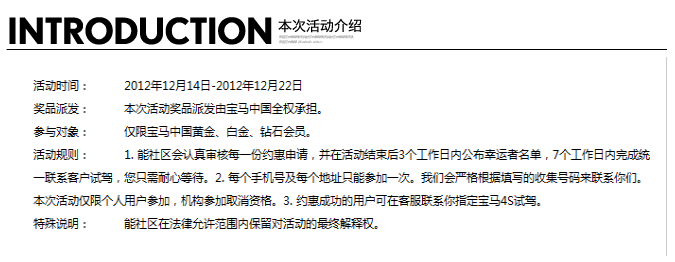 INTRODUCTION 本次活动介绍
活动时间： 2012年12月14日-2012年12月22日
奖品派发： 本次活动奖品派发由宝马中国全权承担。
参与对象： 仅限宝马中国黄金、白金、钻石会员。
活动规则： 1. 能社区会认真审核每一份约惠申请，并在活动结束后3个工作日内公布幸运者名单，7个工作日内完成统
一联系客户试驾，您只需耐心等待。2. 每个手机号及每个地址只能参加一次。我们会严格根据填写的收集号码来联系你们。
本次活动仅限个人用户参加，机构参加取消资格。3. 约惠成功的用户可在客服联系你指定宝马4S试驾。
特殊说明： 能社区在法律允许范围内保留对活动的最终解释权。